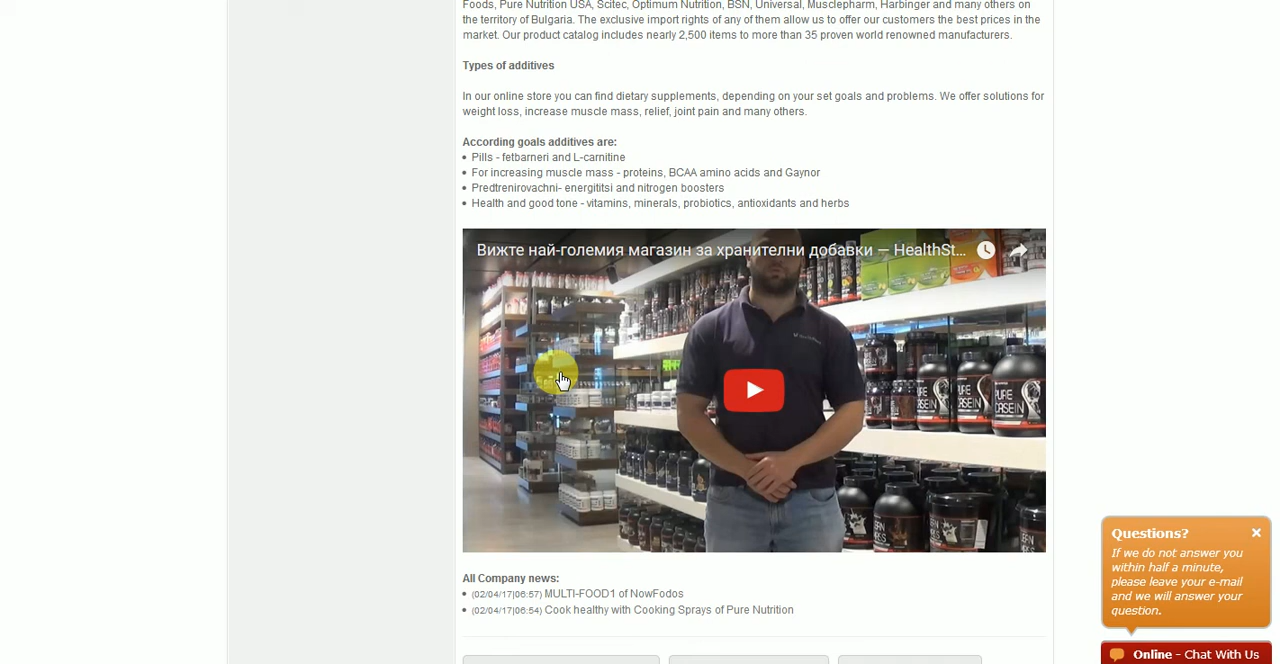 Foods, Pure Nutrition USA, Scitec, Optimum Nutrition, BSN, Universal, Musclepharm, Harbinger and many others on
the territory of Bulgaria. The exclusive import rights of any of them allow us to offer our customers the best prices in the
market. Our product catalog includes nearly 2,500 items to more than 35 proven world renowned manufacturers.
Types of additives
In our online store you can find dietary supplements, depending on your set goals and problems. We offer solutions for
weight loss, increase muscle mass, relief, joint pain and many others.
According goals additives are:
• Pills - fetbarneri and L-carnitine
• For increasing muscle mass - proteins, BCAA amino acids and Gaynor
• Predtrenirovachni- energititsi and nitrogen boosters
• Health and good tone - vitamins, minerals, probiotics, antioxidants and herbs
Вижте най-големия магазин за хранителни добавки — HealthSt...
PURE CASEIN
PURE CASEIN
All Company news:
• (02/04/17|06:57) MULTI-FOOD1 of NowFodos
• (02/04/17|06:54) Cook healthy with Cooking Sprays of Pure Nutrition
Questions?
If we do not answer you
within half a minute,
please leave your e-mail
and we will answer your
question.
Online - Chat With Us